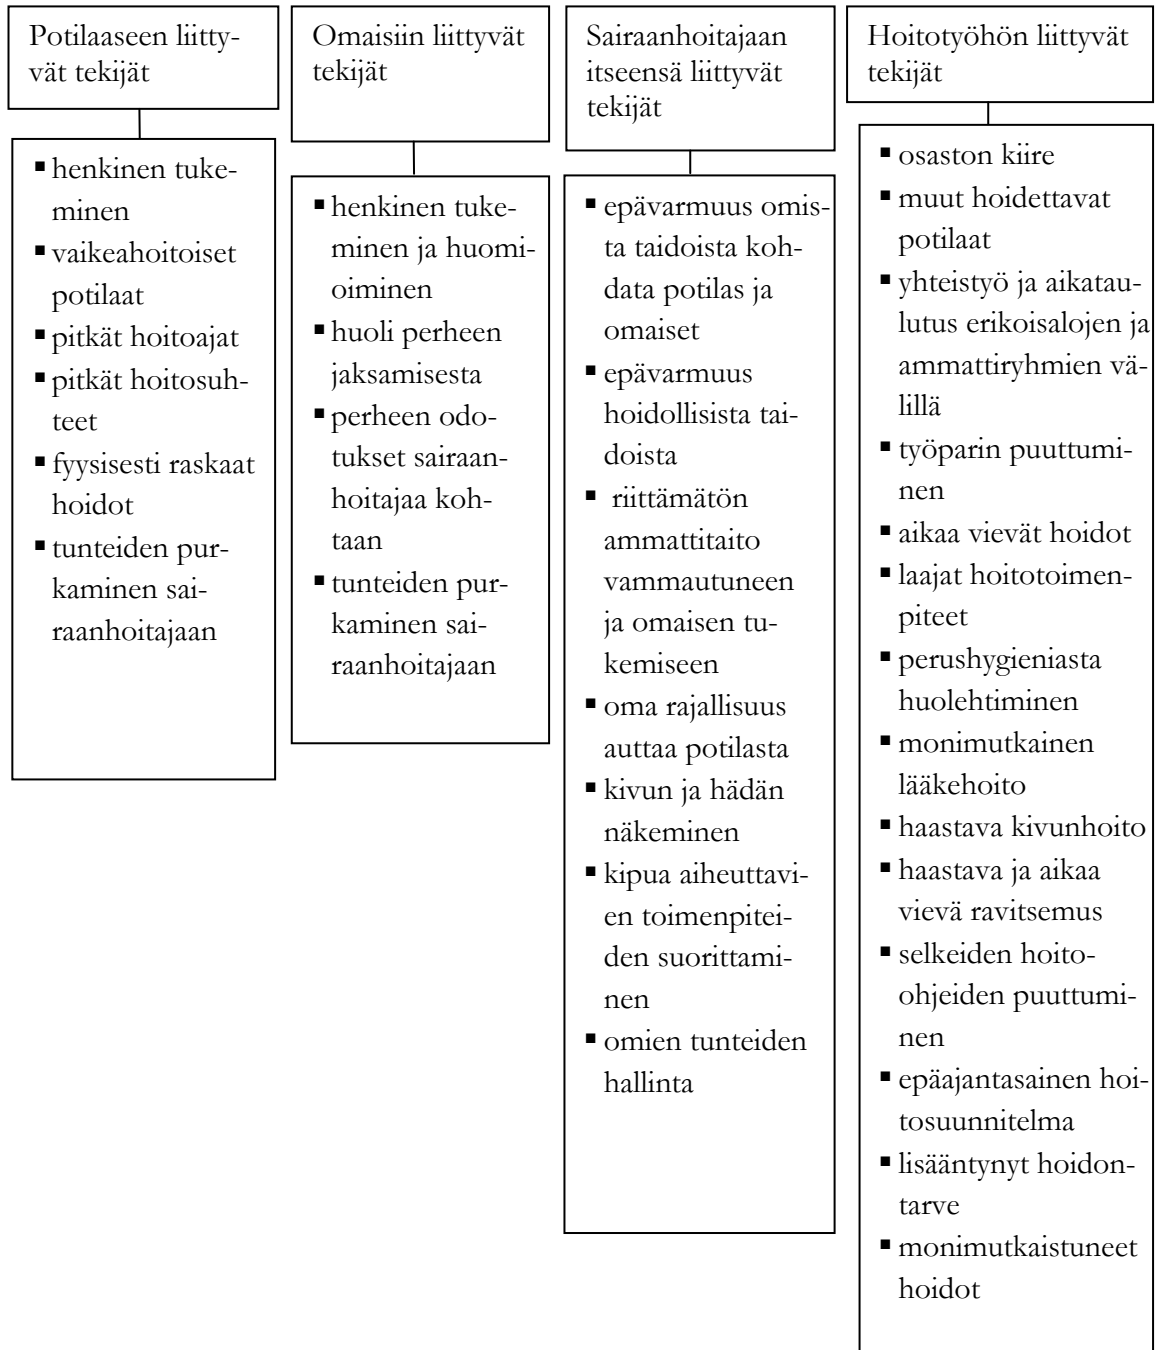 Potilaaseen liitty-
vät tekijät
▪ henkinen tuke-
minen
▪ vaikeahoitoiset
potilaat
▪ pitkät hoitoajat
▪ pitkät hoitosuh-
teet
▪ fyysisesti raskaat
hoidot
▪ tunteiden pur-
kaminen sai-
raanhoitajaan
Omaisiin liittyvät
tekijät
▪ henkinen tuke-
minen ja huomi-
oiminen
▪ huoli perheen
jaksamisesta
▪ perheen odo-
tukset sairaan-
hoitajaa koh-
taan
▪ tunteiden pur-
kaminen sai-
raanhoitajaan
Sairaanhoitajaan
itseensä liittyvät
tekijät
▪ epävarmuus omis-
ta taidoista koh-
data potilas ja
omaiset
▪ epävarmuus
hoidollisista tai-
doista
▪ riittämätön
ammattitaito
vammautuneen
ja omaisen tu-
kemiseen
▪ oma rajallisuus
auttaa potilasta
▪ kivun ja hädän
näkeminen
▪ kipua aiheuttavi-
en toimenpitei-
den suorittami-
nen
▪ omien tunteiden
hallinta
Hoitotyöhön liittyvät
tekijät
▪ osaston kiire
▪ muut hoidettavat
potilaat
▪ yhteistyö ja aikatau-
lutus erikoisalojen ja
ammattiryhmien vä-
lillä
▪ työparin puuttumi-
nen
▪ aikaa vievät hoidot
▪ laajat hoitotoimen-
piteet
▪ perushygieniasta
huolehtiminen
▪ monimutkainen
lääkehoito
▪ haastava kivunhoito
▪ haastava ja aikaa
vievä ravitsemus
▪ selkeiden hoito-
ohjeiden puuttumi-
nen
▪ epäajantasainen hoi-
tosuunnitelma
▪ lisääntynyt hoidon-
tarve
▪ monimutkaistuneet
hoidot